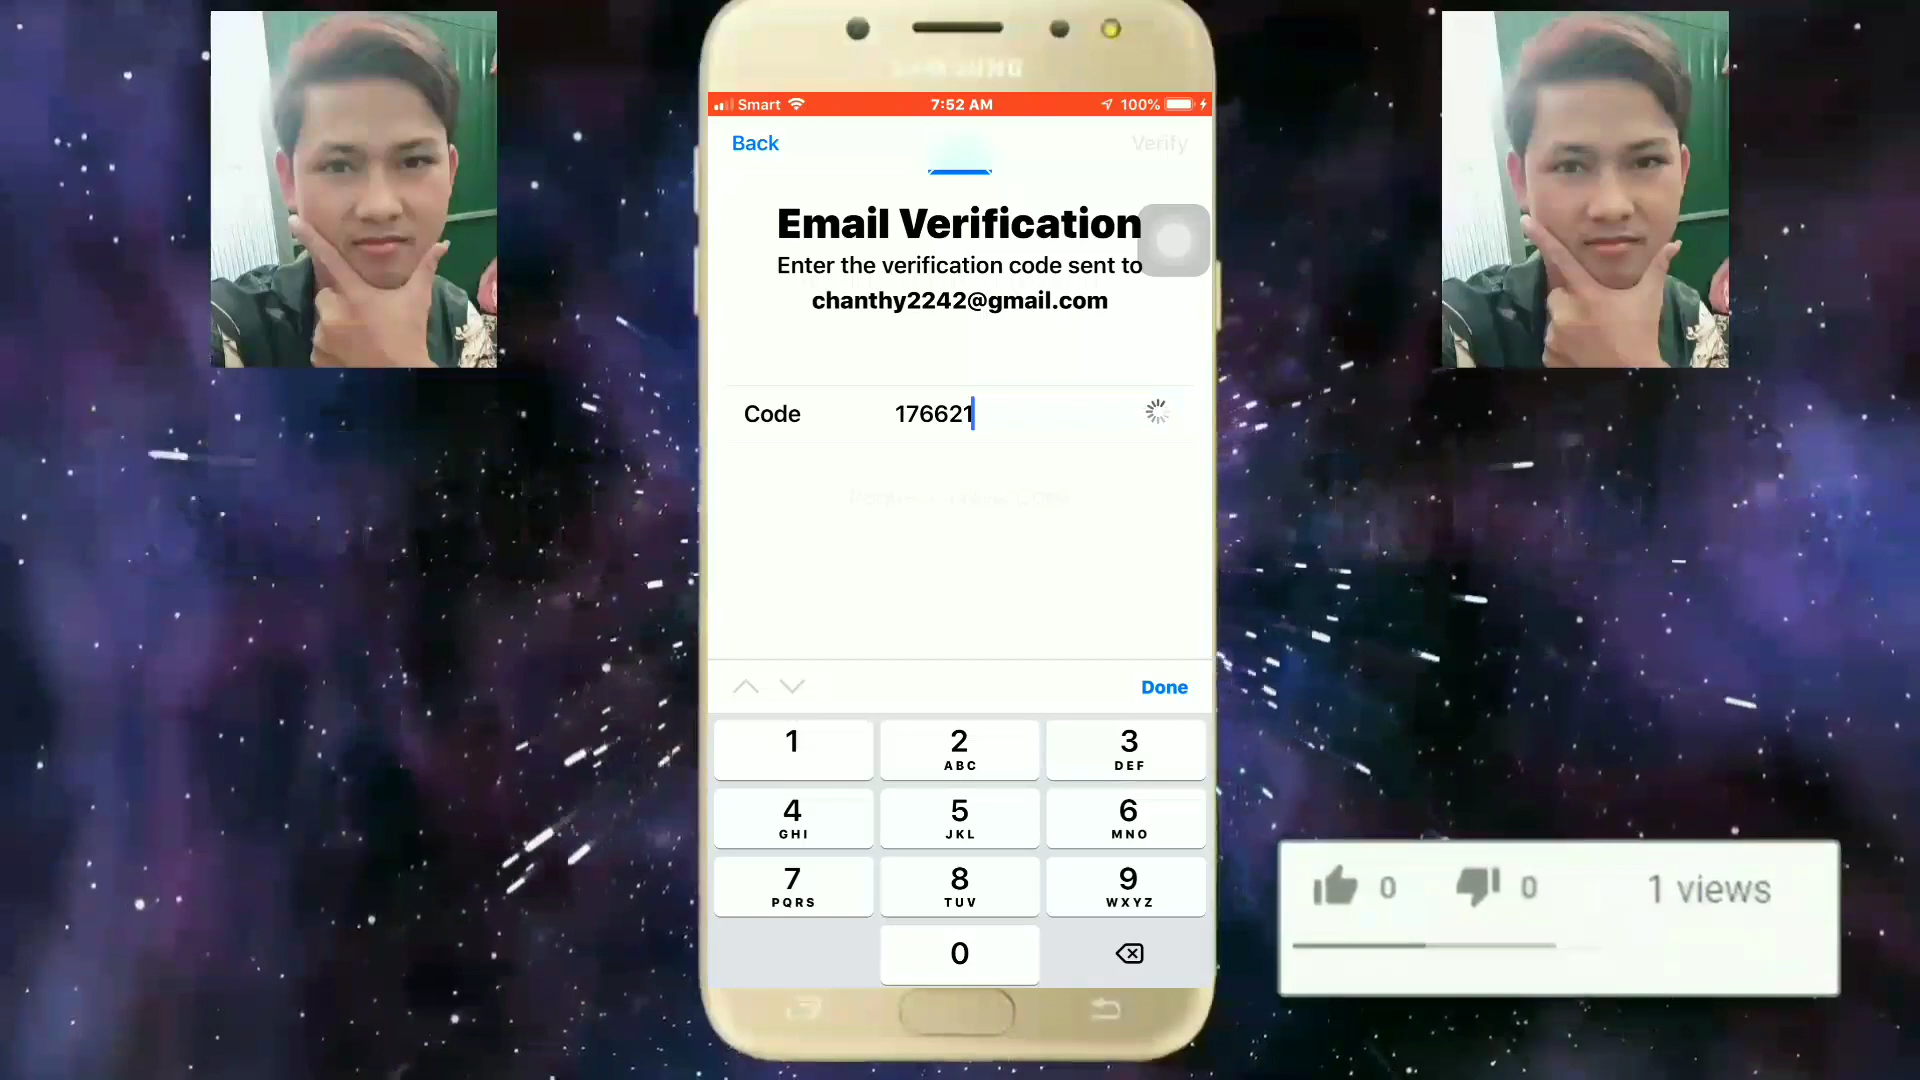 SAMSUNG
Smart 7:52 AM 100%
Back Verify
Email Verification
Enter the verification code sent to
chanthy2242@gmail.com
Code 176621
Done
1 2 ABC 3 DEF
4 GHI 5 JKL 6 MNO
7 PQRS 8 TUV 9 WXYZ
0
0 0 1 views